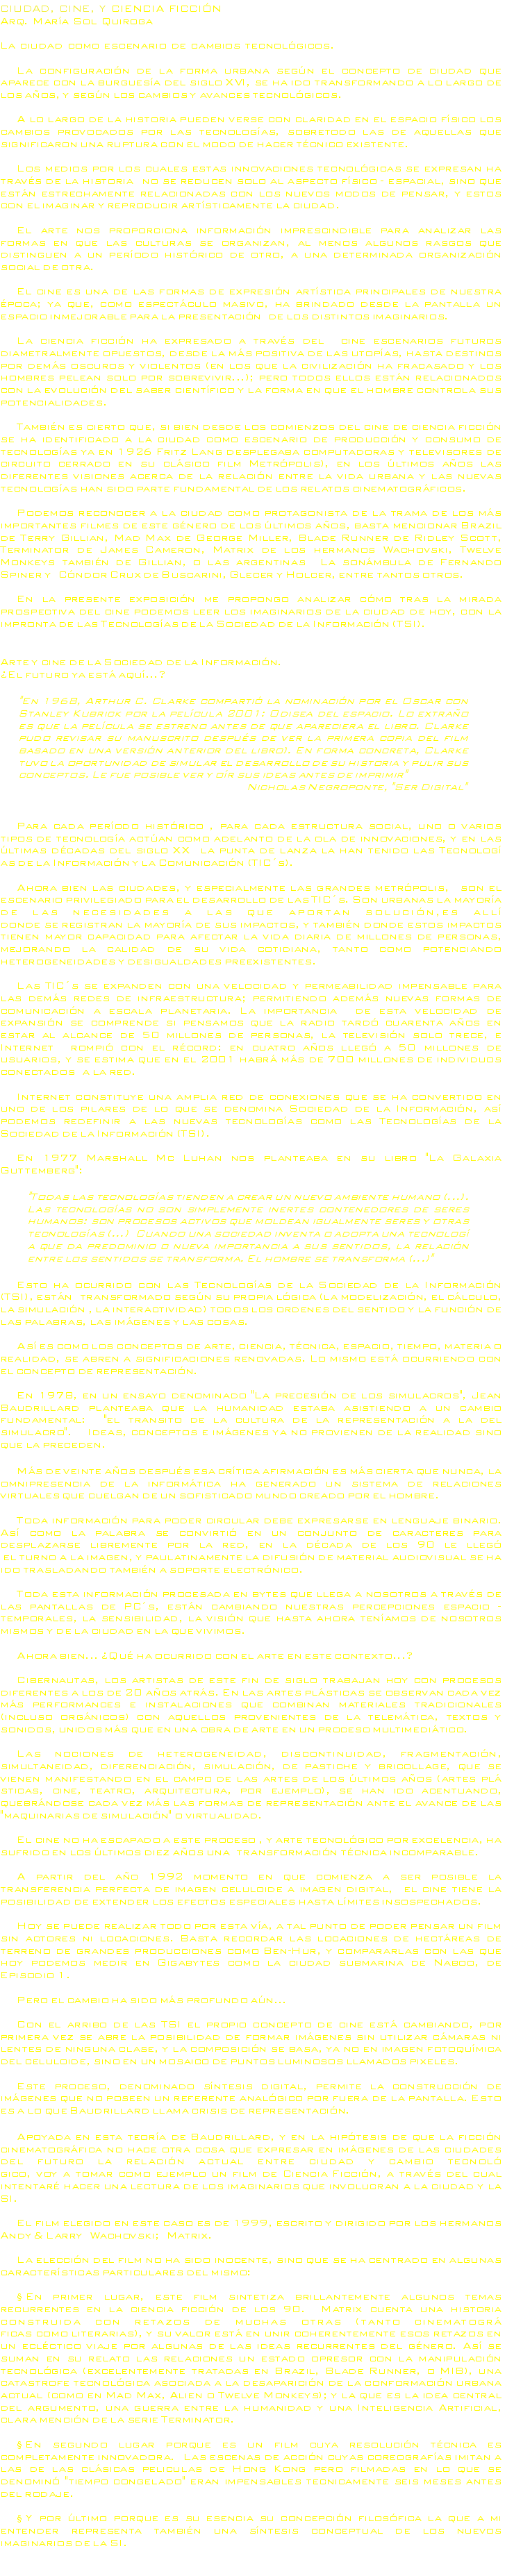 CIUDAD, CINE, Y CIENCIA FICCIÓN
Arq. María Sol Quiroga
La ciudad como escenario de cambios tecnológicos.
La configuración de la forma urbana según el concepto de ciudad que
aparece con la burguesía del siglo XVI, se ha ido transformando a lo largo de
los años, y según los cambios y avances tecnológicos.
A lo largo de la historia pueden verse con claridad en el espacio físico los
cambios provocados por las tecnologías, sobretodo las de aquellas que
significaron una ruptura con el modo de hacer técnico existente.
Los medios por los cuales estas innovaciones tecnológicas se expresan ha
través de la historia no se reducen solo al aspecto físico - espacial, sino que
están estrechamente relacionadas con los nuevos modos de pensar, y estos
con el imaginar y reproducir artísticamente la ciudad.
El arte nos proporciona información imprescindible para analizar las
formas en que las culturas se organizan, al menos algunos rasgos que
distinguen a un período histórico de otro, a una determinada organización
social de otra.
El cine es una de las formas de expresión artística principales de nuestra
época; ya que, como espectáculo masivo, ha brindado desde la pantalla un
espacio inmejorable para la presentación de los distintos imaginarios.
La ciencia ficción ha expresado a través del cine escenarios futuros
diametralmente opuestos, desde la más positiva de las utopías, hasta destinos
por demás oscuros y violentos (en los que la civilización ha fracasado y los
hombres pelean solo por sobrevivir...); pero todos ellos están relacionados
con la evolución del saber científico y la forma en que el hombre controla sus
potencialidades.
También es cierto que, si bien desde los comienzos del cine de ciencia ficción
se ha identificado a la ciudad como escenario de producción y consumo de
tecnologías ya en 1926 Fritz Lang desplegaba computadoras y televisores de
circuito cerrado en su clásico film Metrópolis), en los últimos años las
diferentes visiones acerca de la relación entre la vida urbana y las nuevas
tecnologías han sido parte fundamental de los relatos cinematográficos.
Podemos reconocer a la ciudad como protagonista de la trama de los más
importantes filmes de este género de los últimos años, basta mencionar Brazil
de Terry Gillian, Mad Max de George Miller, Blade Runner de Ridley Scott,
Terminator de James Cameron, Matrix de los hermanos Wachovski, Twelve
Monkeys también de Gillian, o las argentinas La sonámbula de Fernando
Spiner y Cóndor Crux de Buscarini, Glecer y Holcer, entre tantos otros.
En la presente exposición me propongo analizar cómo tras la mirada
prospectiva del cine podemos leer los imaginarios de la ciudad de hoy, con la
impronta de las Tecnologías de la Sociedad de la Información (TSI).
Arte y cine de la Sociedad de la Información.
¿El futuro ya está aquí...?
"En 1968, Arthur C. Clarke compartió la nominación por el Oscar con
Stanley Kubrick por la película 2001: Odisea del espacio. Lo extraño
es que la película se estrenó antes de que apareciera el libro. Clarke
pudo revisar su manuscrito después de ver la primera copia del film
basado en una versión anterior del libro). En forma concreta, Clarke
tuvo la oportunidad de simular el desarrollo de su historia y pulir sus
conceptos. Le fue posible ver y oír sus ideas antes de imprimir"
Nicholas Negroponte, "Ser Digital"
Para cada período histórico , para cada estructura social, uno o varios
tipos de tecnología actúan como adelanto de la ola de innovaciones, y en las
últimas décadas del siglo XX la punta de lanza la han tenido las Tecnologí
as de la Información y la Comunicación (TIC´s).
Ahora bien las ciudades, y especialmente las grandes metrópolis, son el
escenario privilegiado para el desarrollo de las TIC´s. Son urbanas la mayoría
de las necesidades a las que aportan solución,es allí
donde se registran la mayoría de sus impactos, y también donde estos impactos
tienen mayor capacidad para afectar la vida diaria de millones de personas,
mejorando la calidad de su vida cotidiana, tanto como potenciando
heterogeneidades y desigualdades preexistentes.
Las TIC´s se expanden con una velocidad y permeabilidad impensable para
las demás redes de infraestructura; permitiendo además nuevas formas de
comunicación a escala planetaria. La importancia de esta velocidad de
expansión se comprende si pensamos que la radio tardó cuarenta años en
estar al alcance de 50 millones de personas, la televisión solo trece, e
Internet rompió con el récord: en cuatro años llegó a 50 millones de
usuarios, y se estima que en el 2001 habrá más de 700 millones de individuos
conectados a la red.
Internet constituye una amplia red de conexiones que se ha convertido en
uno de los pilares de lo que se denomina Sociedad de la Información, así
podemos redefinir a las nuevas tecnologías como las Tecnologías de la
Sociedad de la Información (TSI).
En 1977 Marshall Mc Luhan nos planteaba en su libro "La Galaxia
Guttenberg":
"Todas las tecnologías tienden a crear un nuevo ambiente humano (...).
Las tecnologías no son simplemente inertes contenedores de seres
humanos: son procesos activos que moldean igualmente seres y otras
tecnologías (...) Cuando una sociedad inventa o adopta una tecnologí
a que da predominio o nueva importancia a sus sentidos, la relación
entre los sentidos se transforma. El hombre se transforma (...)"
Esto ha ocurrido con las Tecnologías de la Sociedad de la Información
(TSI), están transformado según su propia lógica (la modelización, el cálculo,
la simulación , la interactividad) todos los órdenes del sentido y la función de
las palabras, las imágenes y las cosas.
Así es como los conceptos de arte, ciencia, técnica, espacio, tiempo, materia o
realidad, se abren a significaciones renovadas. Lo mismo está ocurriendo con
el concepto de representación.
En 1978, en un ensayo denominado "La precesión de los simulacros", Jean
Baudrillard planteaba que la humanidad estaba asistiendo a un cambio
fundamental: "el tránsito de la cultura de la representación a la del
simulacro". Ideas, conceptos e imágenes ya no provienen de la realidad sino
que la preceden.
Más de veinte años después esa crítica afirmación es más cierta que nunca, la
omnipresencia de la informática ha generado un sistema de relaciones
virtuales que cuelgan de un sofisticado mundo creado por el hombre.
Toda información para poder circular debe expresarse en lenguaje binario.
Así como la palabra se convirtió en un conjunto de caracteres para
desplazarse libremente por la red,, en la década de los 90 le llegó
el turno a la imagen, y paulatinamente la difusión de material audiovisual se ha
ido trasladando también a soporte electrónico.
Toda esta información procesada en bytes que llega a nosotros a través de
las pantallas de PC´s, están cambiando nuestras percepciones espacio -
temporales, la sensibilidad, la visión que hasta ahora teníamos de nosotros
mismos y de la ciudad en la que vivimos.
Ahora bien... ¿Qué ha ocurrido con el arte en este contexto...?
Cibernautas, los artistas de este fin de siglo trabajan hoy con procesos
diferentes a los de 20 años atrás. En las artes plásticas se observan cada vez
más performances e instalaciones que combinan materiales tradicionales
(incluso orgánicos) con aquellos provenientes de la telemática, textos y
sonidos, unidos más que en una obra de arte en un proceso multimediático.
Las nociones de heterogeneidad, discontinuidad, fragmentación,
simultaneidad, diferenciación, simulación, de pastiche y bricollage, que se
vienen manifestando en el campo de las artes de los últimos años (artes plá
sticas, cine, teatro, arquitectura, por ejemplo), se han ido acentuando,
quebrándose cada vez más las formas de representación ante el avance de las
"maquinarias de simulación" o virtualidad.
El cine no ha escapado a este proceso , y arte tecnológico por excelencia, ha
sufrido en los últimos diez años una transformación técnica incomparable.
A partir del año 1992 momento en que comienza a ser posible la
transferencia perfecta de imagen celuloide a imagen digital, el cine tiene la
posibilidad de extender los efectos especiales hasta límites insospechados.
Hoy se puede realizar todo por esta vía, a tal punto de poder pensar un film
sin actores ni locaciones. Basta recordar las locaciones de hectáreas de
terreno de grandes producciones como Ben-Hur, y compararlas con las que
hoy podemos medir en Gigabytes como la ciudad submarina de Naboo, de
Episodio 1.
Pero el cambio ha sido más profundo aún...
Con el arribo de las TSI el propio concepto de cine está cambiando, por
primera vez se abre la posibilidad de formar imágenes sin utilizar cámaras ni
lentes de ninguna clase, y la composición se basa, ya no en imagen fotoquímica
del celuloide, sino en un mosaico de puntos luminosos llamados píxeles.
Este proceso, denominado síntesis digital, permite la construcción de
imágenes que no poseen un referente analógico por fuera de la pantalla. Esto
es a lo que Baudrillard llama crisis de representación.
Apoyada en esta teoría de Baudrillard, y en la hipótesis de que la ficción
cinematográfica no hace otra cosa que expresar en imágenes de las ciudades
del futuro la relación actual entre ciudad y cambio tecnoló
gico, voy a tomar como ejemplo un film de Ciencia Ficción, a través del cual
intentaré hacer una lectura de los imaginarios que involucran a la ciudad y la
SI.
El film elegido en este caso es de 1999, escrito y dirigido por los hermanos
Andy & Larry Wachovski: Matrix.
La elección del film no ha sido inocente, sino que se ha centrado en algunas
características particulares del mismo:
§ En primer lugar, este film sintetiza brillantemente algunos temas
recurrentes en la ciencia ficción de los 90. Matrix cuenta una historia
construida con retazos de muchas otras (tanto cinematográ
ficas como literarias), y su valor está en unir coherentemente esos retazos en
un ecléctico viaje por algunas de las ideas recurrentes del género. Así se
suman en su relato las relaciones un estado opresor con la manipulación
tecnológica (excelentemente tratadas en Brazil, Blade Runner, o MIB), una
catástrofe tecnológica asociada a la desaparición de la conformación urbana
actual (como en Mad Max, Alien o Twelve Monkeys) y la que es la idea central
del argumento, una guerra entre la humanidad y una Inteligencia Artificial,
clara mención de la serie Terminator.
§ En segundo lugar porque es un film cuya resolución técnica es
completamente innovadora. Las escenas de acción cuyas coreografías imitan a
las de las clásicas películas de Hong Kong pero filmadas en lo que se
denominó "tiempo congelado" eran impensables técnicamente seis meses antes
del rodaje.
§ Y por último porque es su esencia su concepción filosófica la que a mi
entender representa también una síntesis conceptual de los nuevos
imaginarios de la SI.